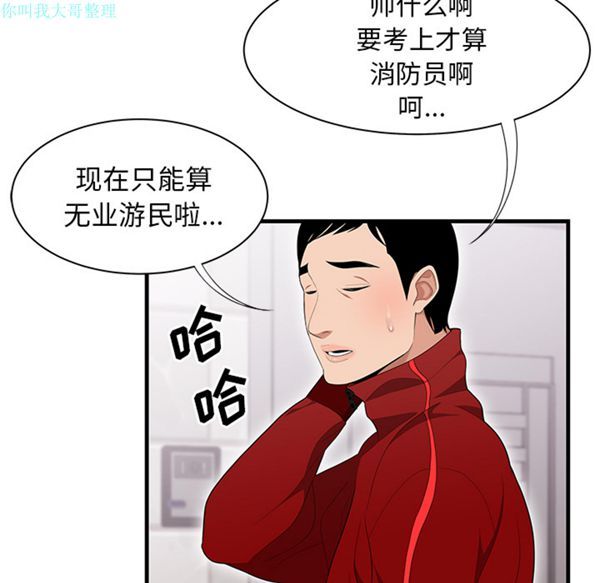 你叫我大哥整理
帅什么啊
要考上才算
消防员啊
呵...
现在只能算
无业游民啦...
哈
哈